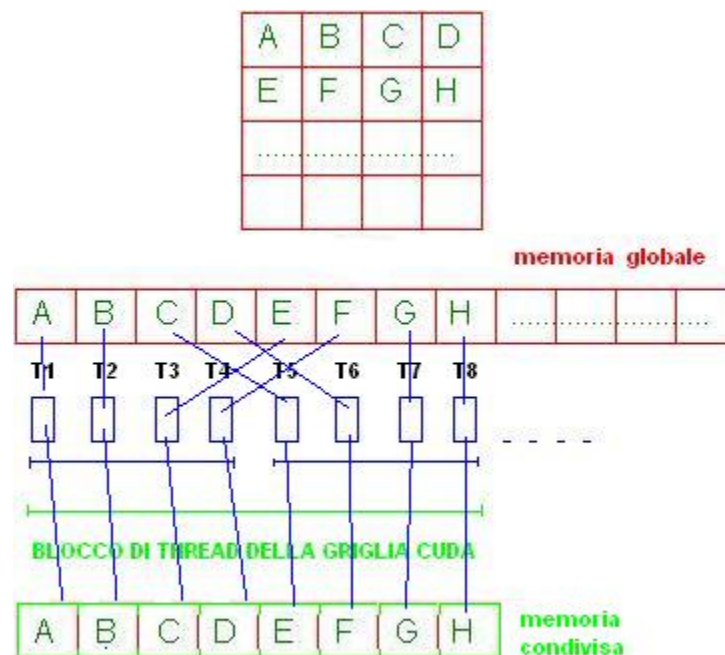 A B C D
E F G H
........................
memoria globale
A B C D E F G H ..............
T1 T2 T3 T4 T5 T6 T7 T8
- - - -
BLOCCO DI THREAD DELLA GRIGLIA CUDA
A B C D E F G H
memoria
condivisa